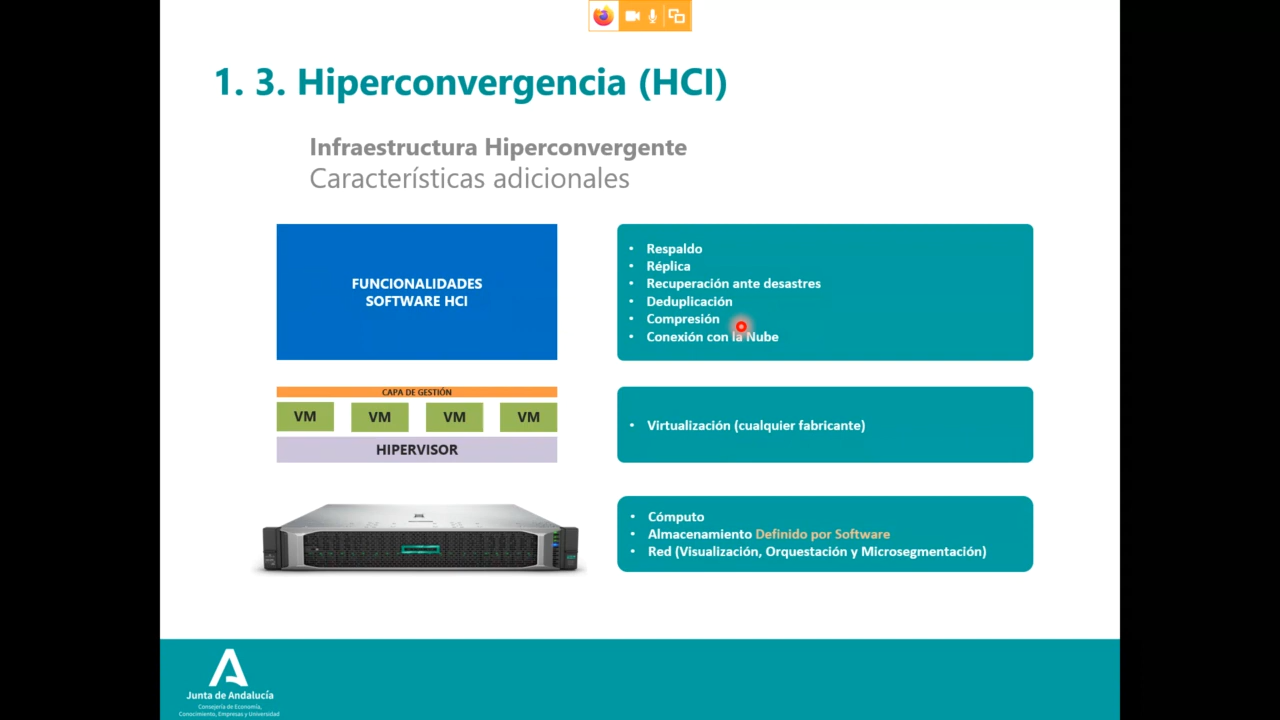 1. 3. Hiperconvergencia (HCI)
Infraestructura Hiperconvergente
Características adicionales
FUNCIONALIDADES
SOFTWARE HCI
• Respaldo
• Réplica
• Recuperación ante desastres
• Deduplicación
• Compresión
• Conexión con la Nube
CAPA DE GESTIÓN
VM VM VM VM
HIPERVISOR
• Virtualización (cualquier fabricante)
• Cómputo
• Almacenamiento Definido por Software
• Red (Visualización, Orquestación y Microsegmentación)
Junta de Andalucía
Consejería de Economía,
Conocimiento, Empresas y Universidad